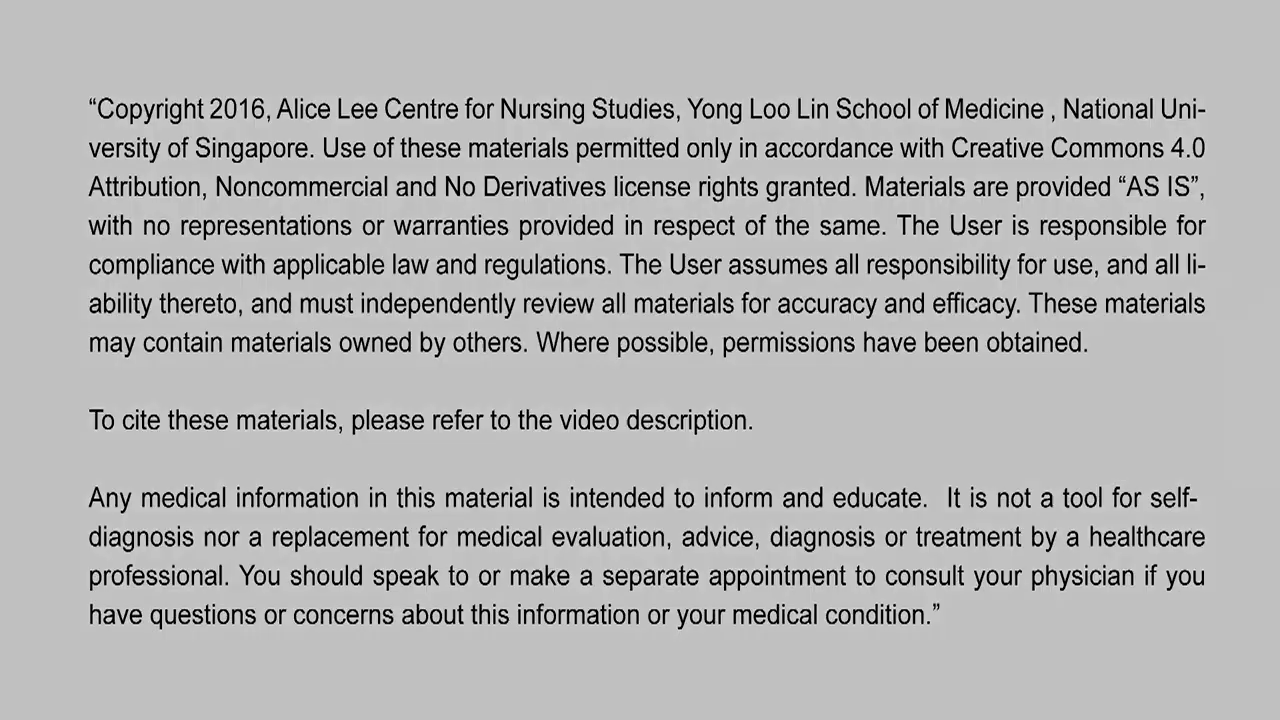 “Copyright 2016, Alice Lee Centre for Nursing Studies, Yong Loo Lin School of Medicine , National Uni-
versity of Singapore. Use of these materials permitted only in accordance with Creative Commons 4.0
Attribution, Noncommercial and No Derivatives license rights granted. Materials are provided “AS IS”,
with no representations or warranties provided in respect of the same. The User is responsible for
compliance with applicable law and regulations. The User assumes all responsibility for use, and all li-
ability thereto, and must independently review all materials for accuracy and efficacy. These materials
may contain materials owned by others. Where possible, permissions have been obtained.
To cite these materials, please refer to the video description.
Any medical information in this material is intended to inform and educate.  It is not a tool for self-
diagnosis nor a replacement for medical evaluation, advice, diagnosis or treatment by a healthcare
professional. You should speak to or make a separate appointment to consult your physician if you
have questions or concerns about this information or your medical condition.”